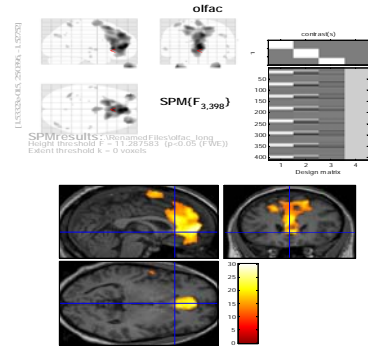 olfac
SPM{F3,398}
SPMresults: .\RenamedFiles\olfac_long
Height threshold F = 11.287583 (p<0.05 (FWE))
Extent threshold k = 0 voxels
contrast(s)
1
50
100
150
200
250
300
350
400
1 2 3 4
Design matrix
30
25
20
15
10
5
0